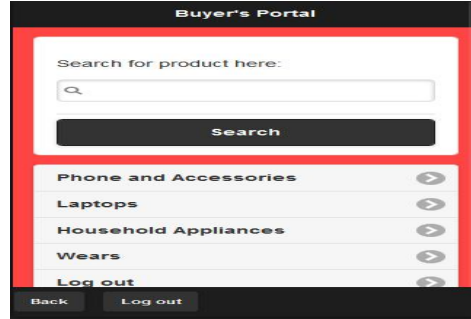 Buyer's Portal
Search for product here:
Search
Phone and Accessories
Laptops
Household Appliances
Wears
Log out
Back Log out